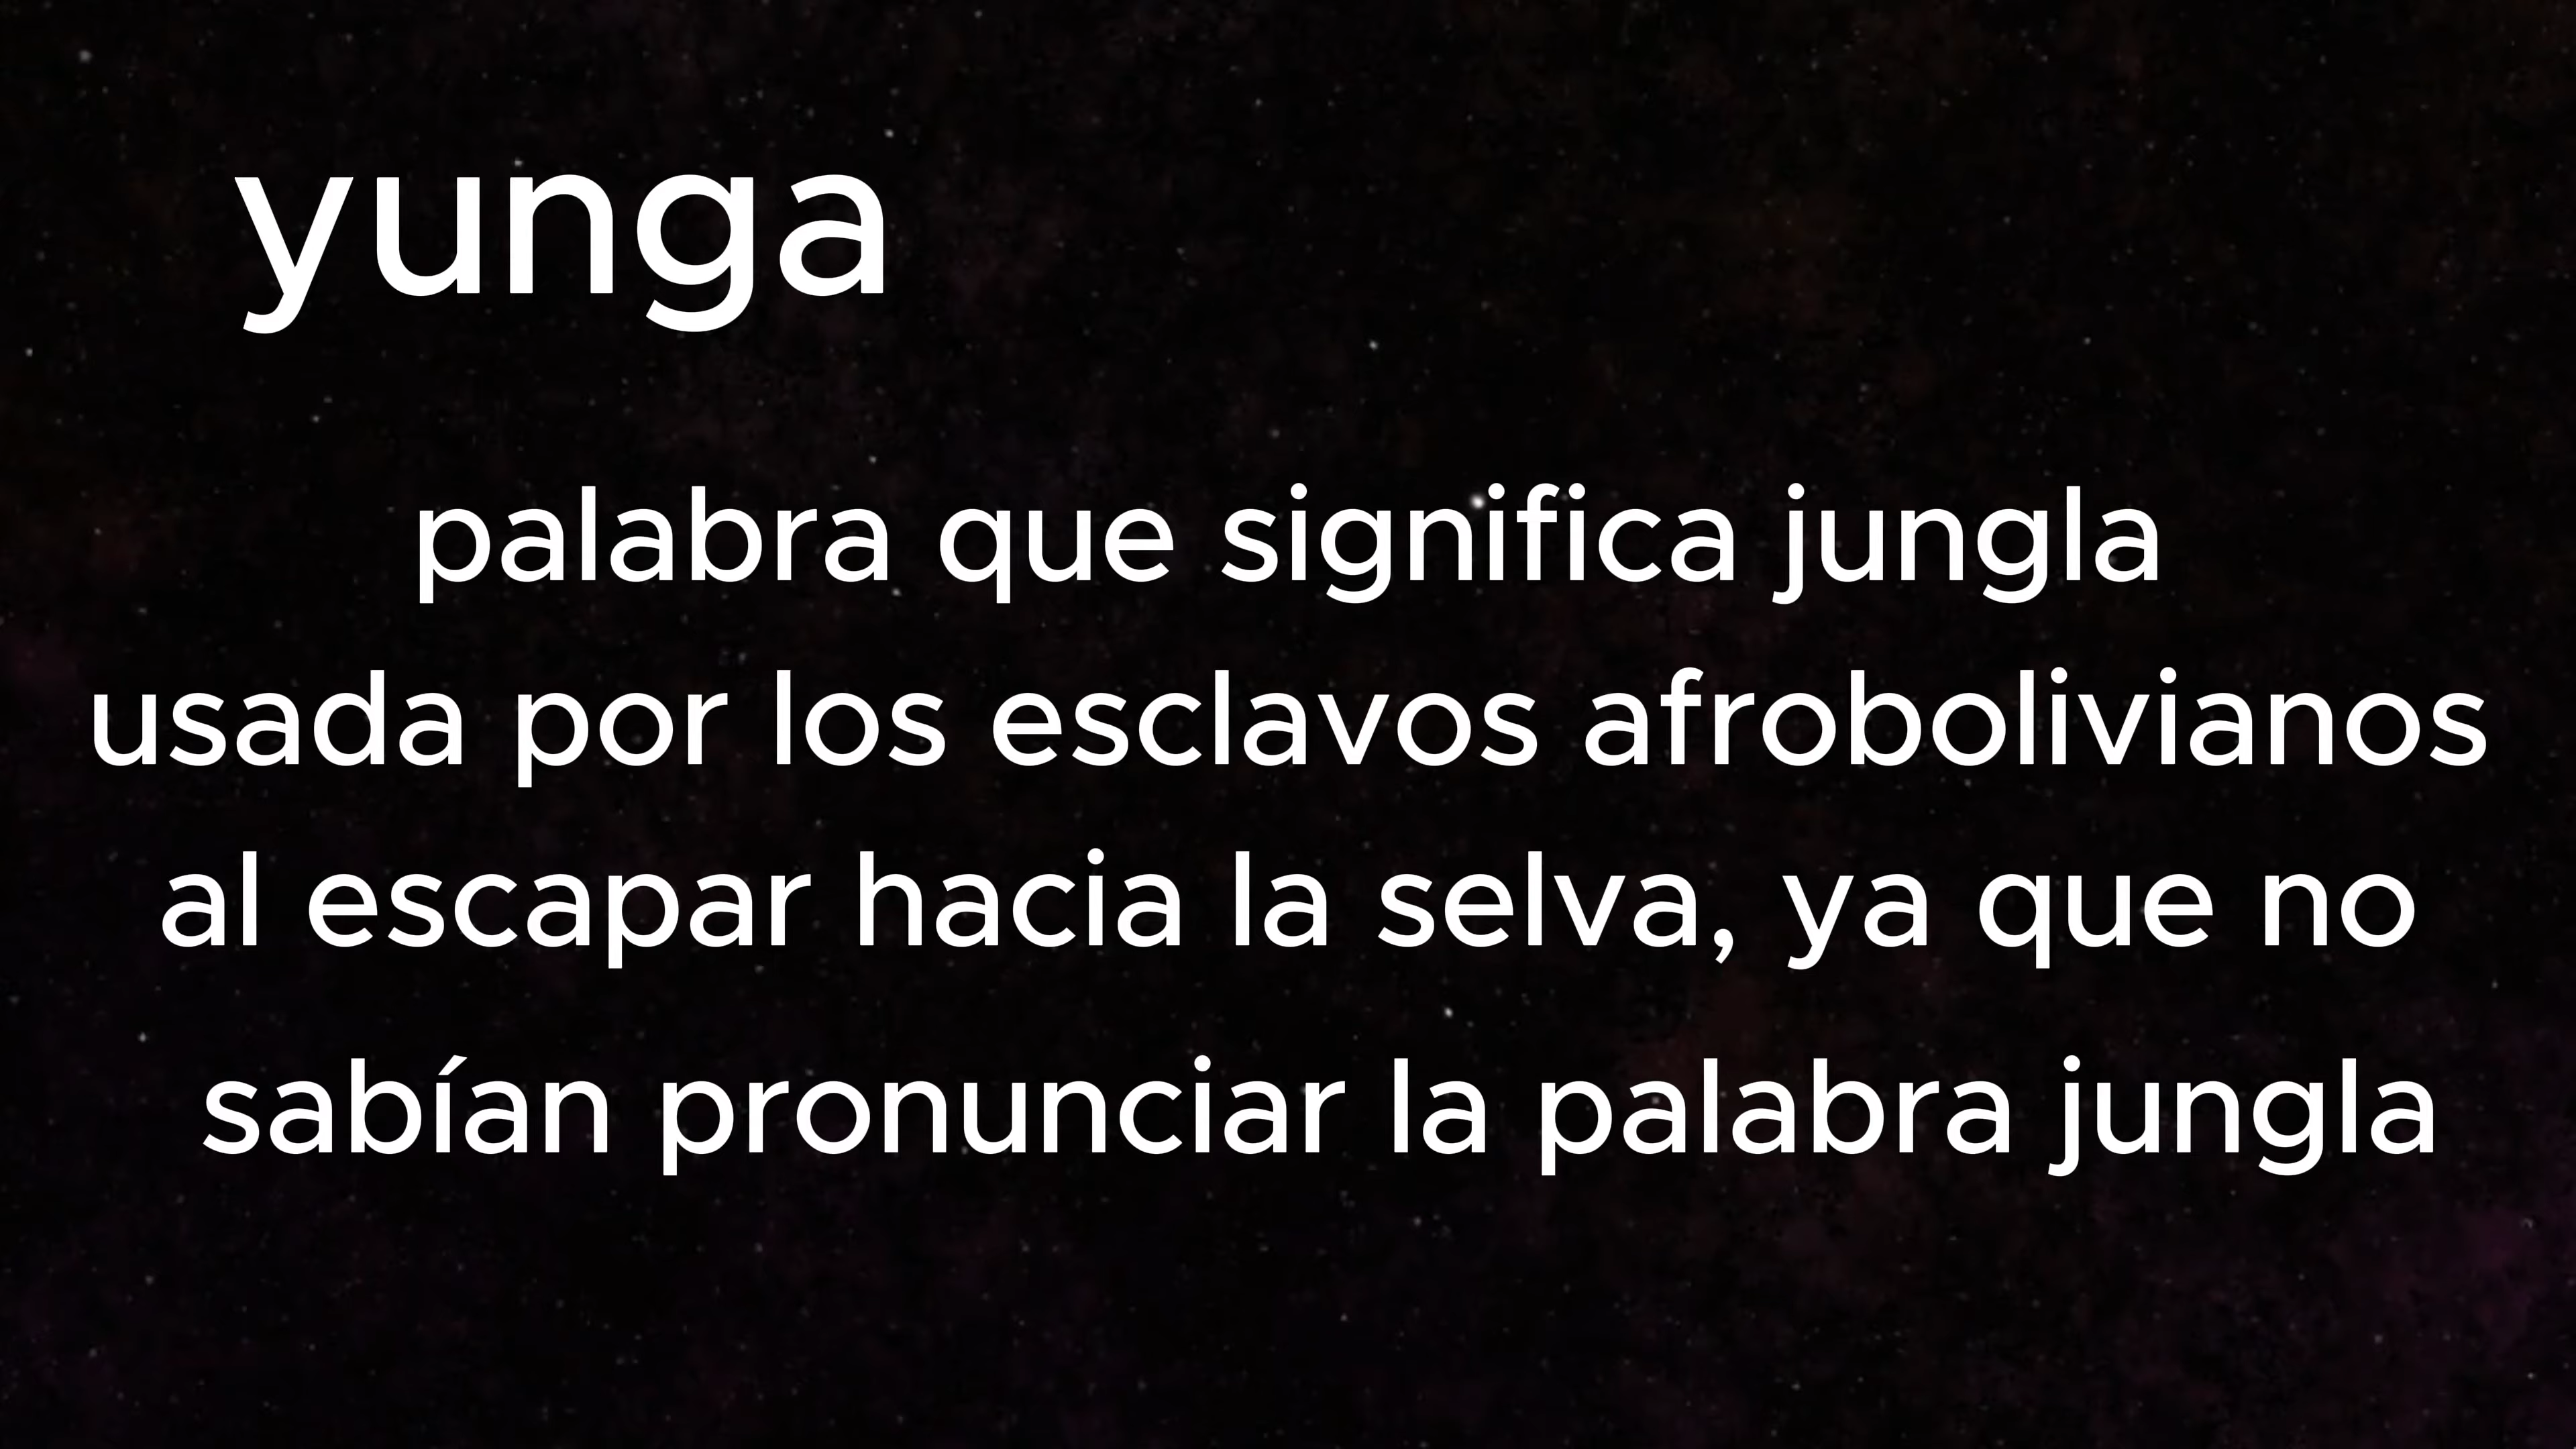 yunga
palabra que significa jungla
usada por los esclavos afrobolivianos
al escapar hacia la selva, ya que no
sabían pronunciar la palabra jungla